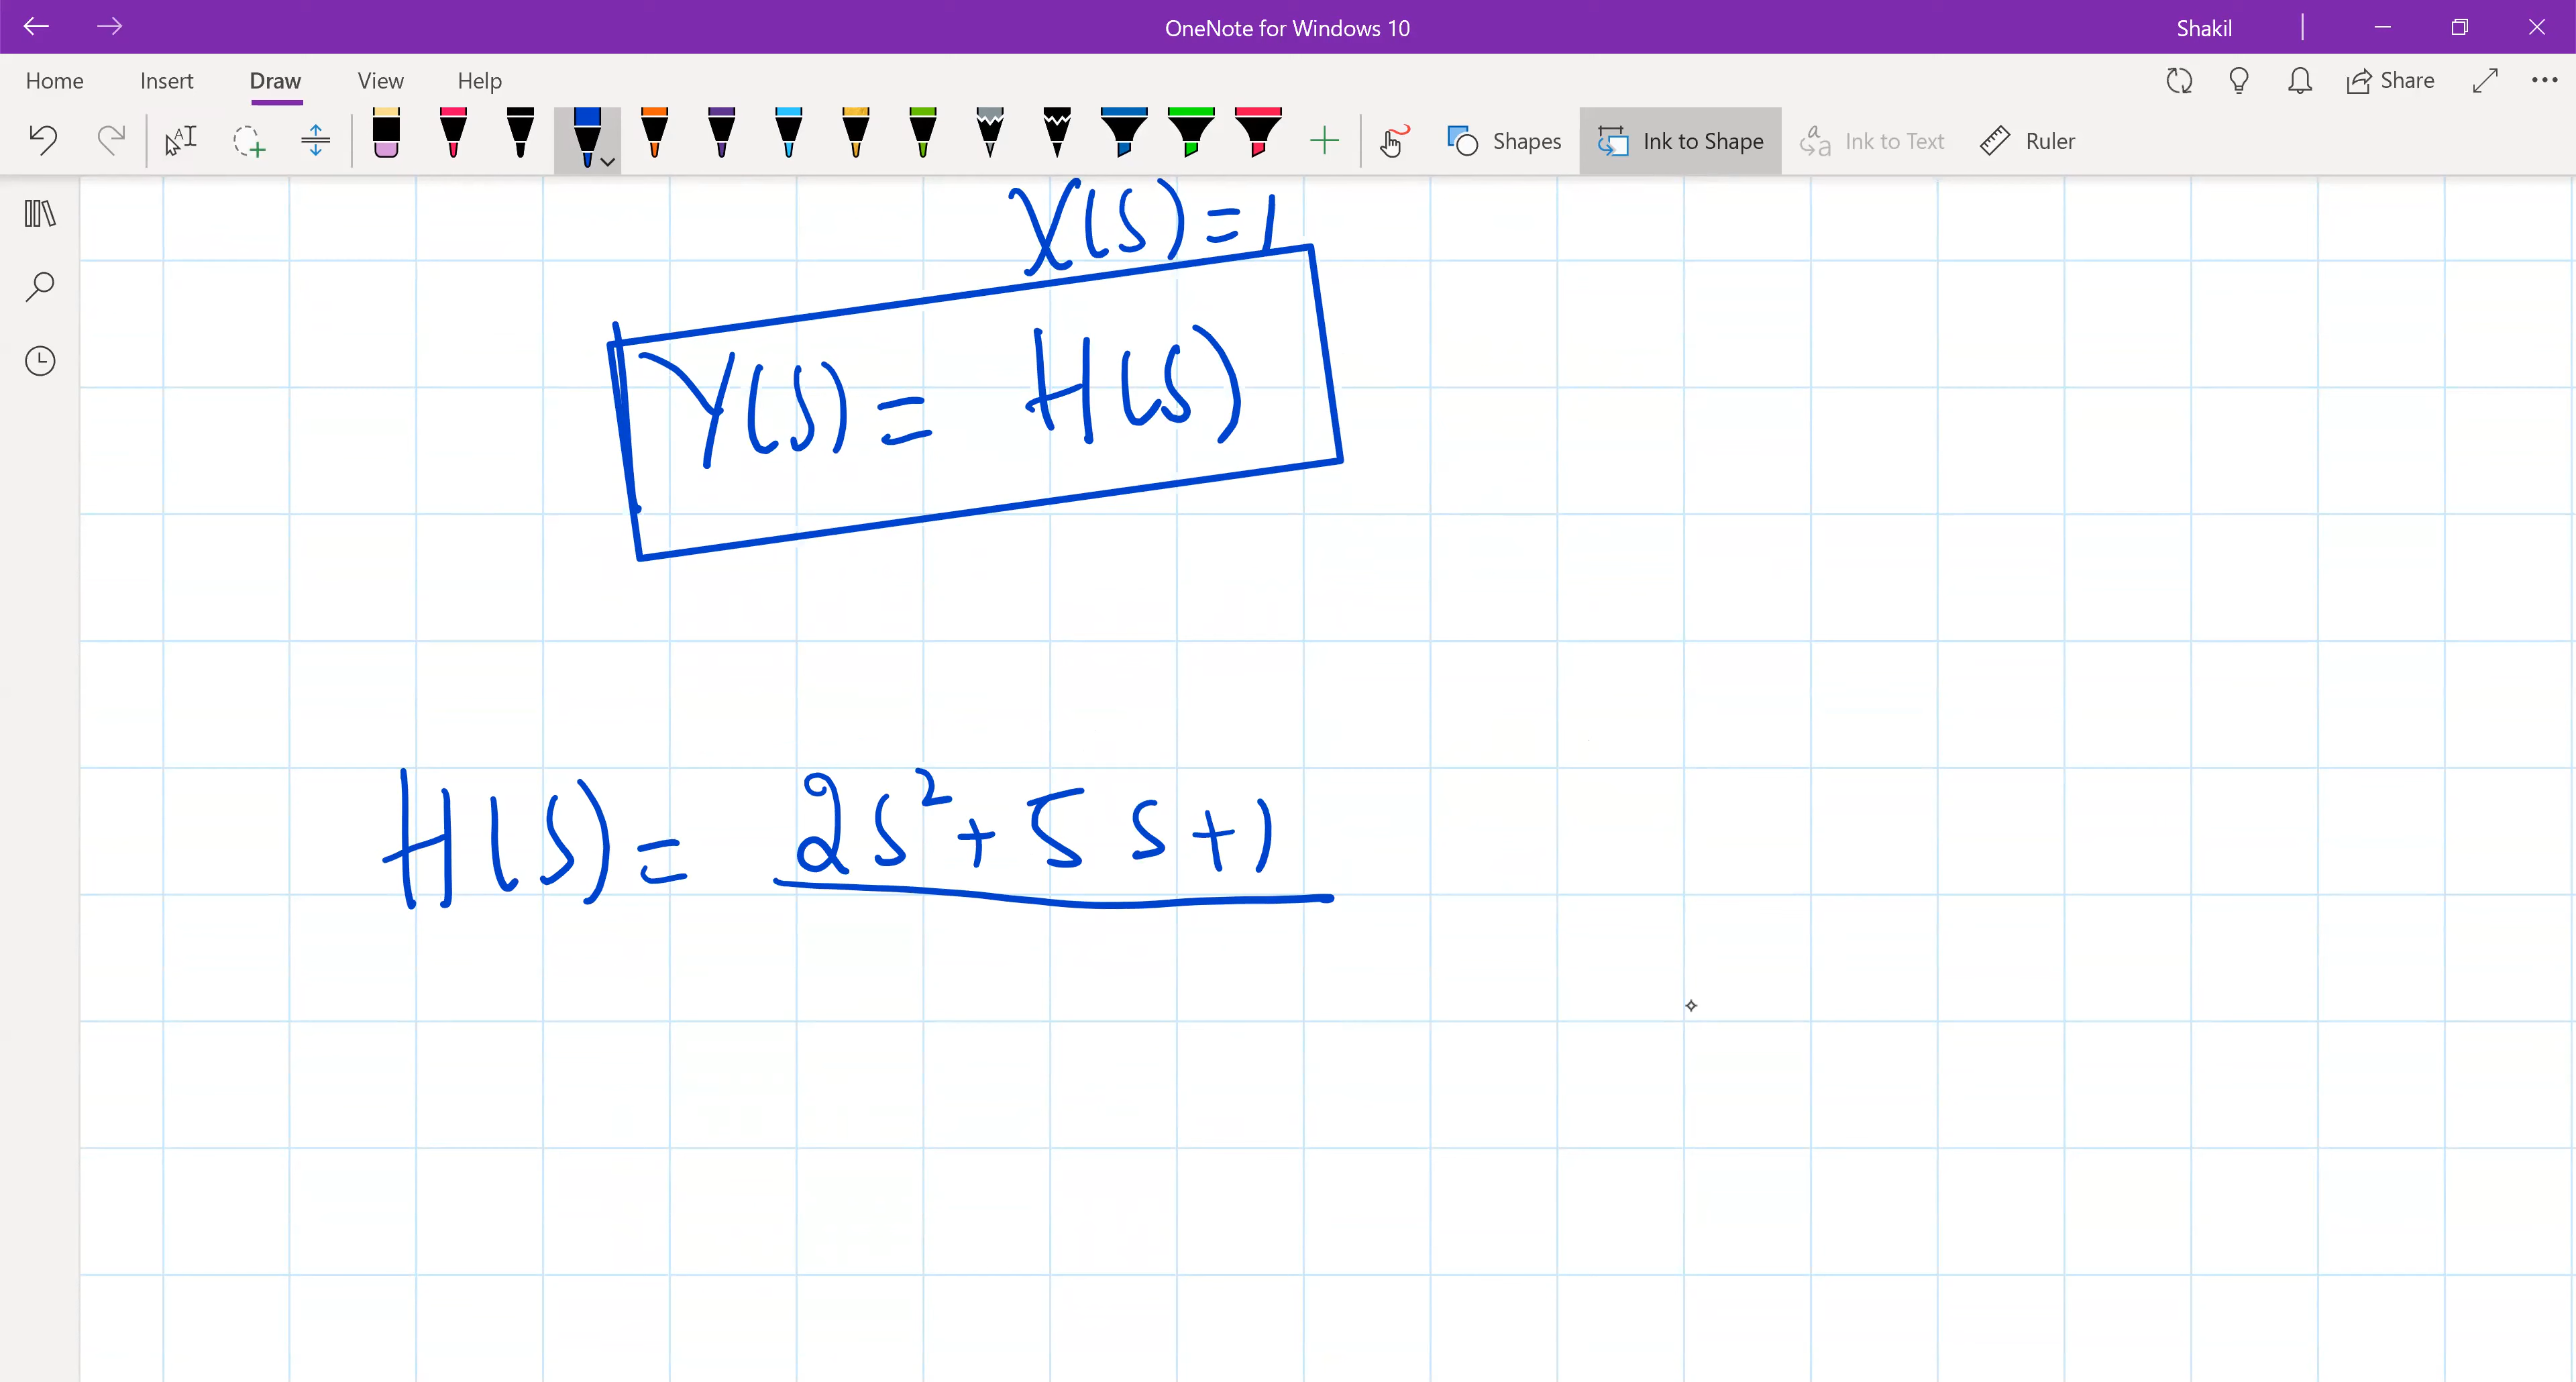 OneNote for Windows 10
Shakil
Home Insert Draw View Help
Share
Shapes Ink to Shape Ink to Text Ruler
X(S)=1
Y(S)= H(S)
H(S)= 2s²+5s+1